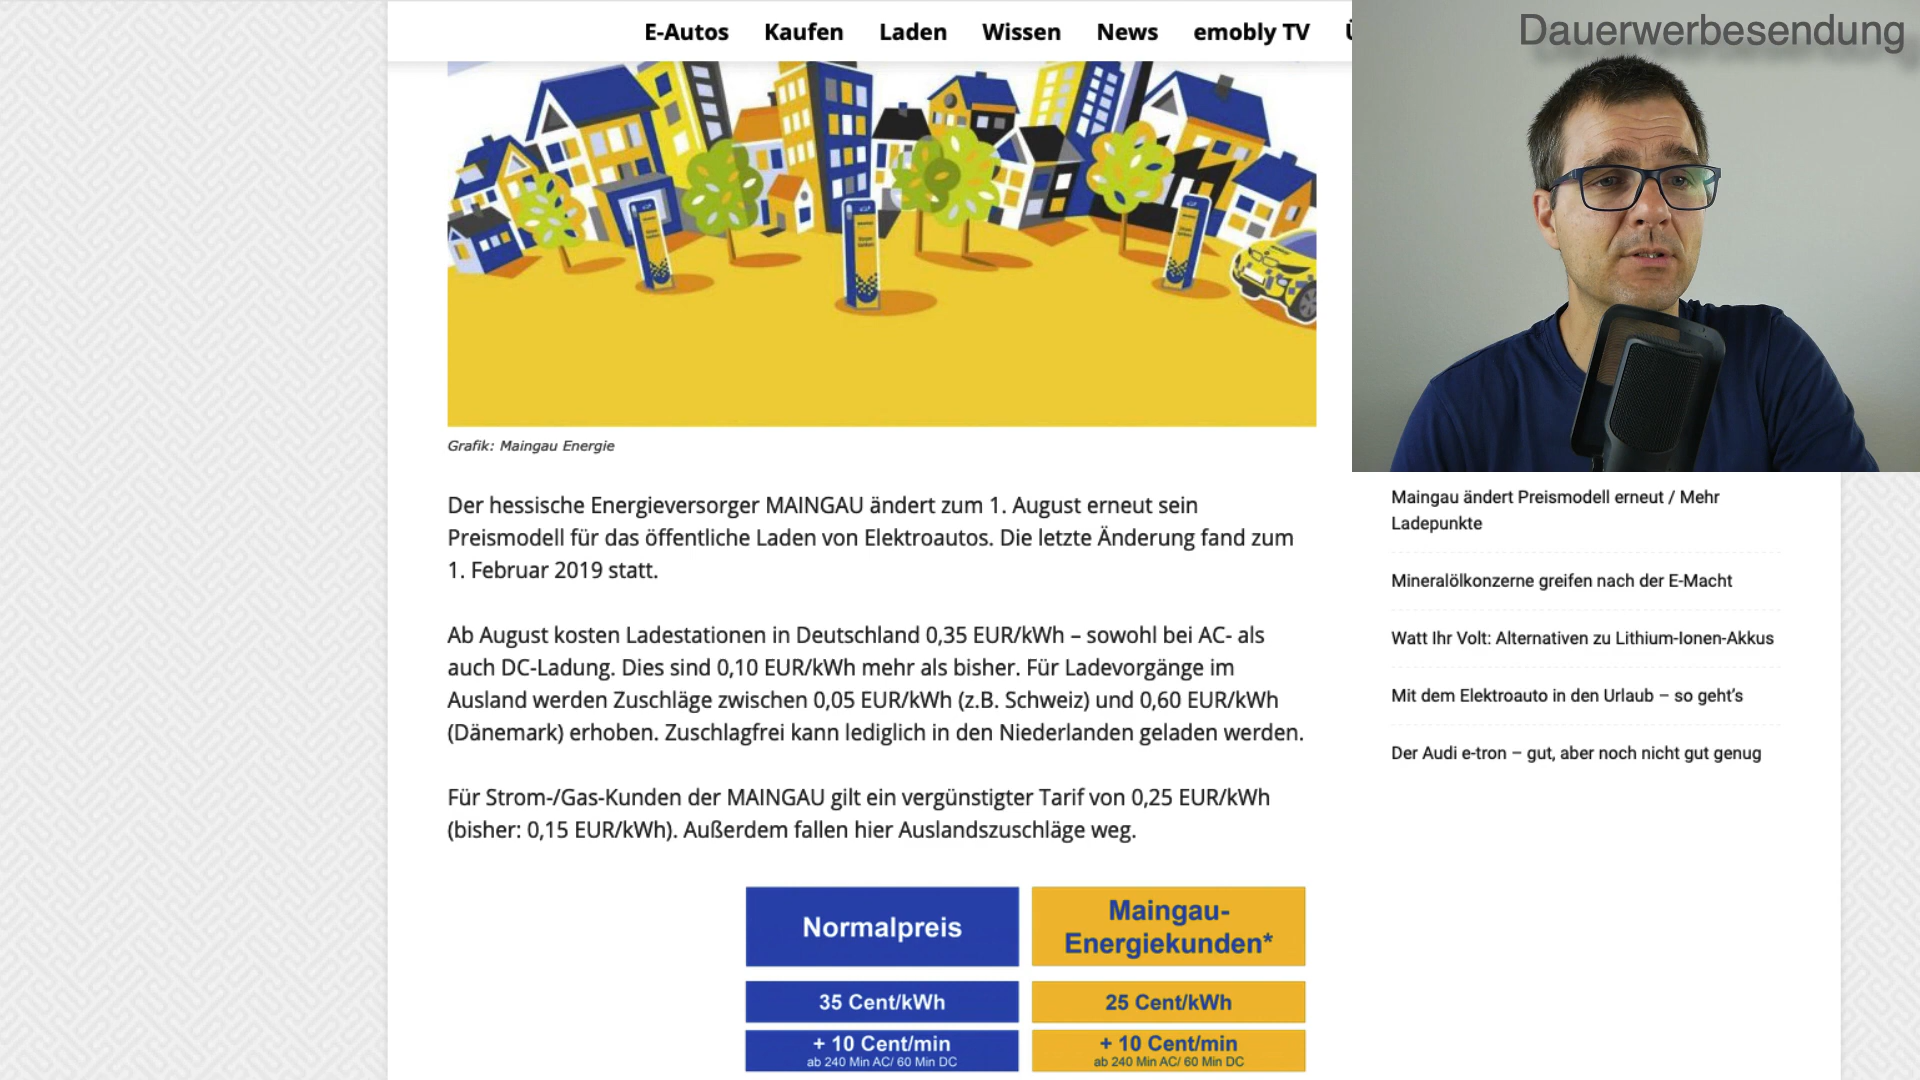 E-Autos Kaufen Laden Wissen News emobly TV
Dauerwerbesendung
Grafik: Maingau Energie
Der hessische Energieversorger MAINGAU ändert zum 1. August erneut sein
Preismodell für das öffentliche Laden von Elektroautos. Die letzte Änderung fand zum
1. Februar 2019 statt.
Ab August kosten Ladestationen in Deutschland 0,35 EUR/kWh – sowohl bei AC- als
auch DC-Ladung. Dies sind 0,10 EUR/kWh mehr als bisher. Für Ladevorgänge im
Ausland werden Zuschläge zwischen 0,05 EUR/kWh (z.B. Schweiz) und 0,60 EUR/kWh
(Dänemark) erhoben. Zuschlagfrei kann lediglich in den Niederlanden geladen werden.
Für Strom-/Gas-Kunden der MAINGAU gilt ein vergünstigter Tarif von 0,25 EUR/kWh
(bisher: 0,15 EUR/kWh). Außerdem fallen hier Auslandszuschläge weg.
Normalpreis
35 Cent/kWh
+ 10 Cent/min
ab 240 Min AC/ 60 Min DC
Maingau-
Energiekunden*
25 Cent/kWh
+ 10 Cent/min
ab 240 Min AC/ 60 Min DC
Maingau ändert Preismodell erneut / Mehr
Ladepunkte
Mineralölkonzerne greifen nach der E-Macht
Watt Ihr Volt: Alternativen zu Lithium-Ionen-Akkus
Mit dem Elektroauto in den Urlaub – so geht's
Der Audi e-tron – gut, aber noch nicht gut genug